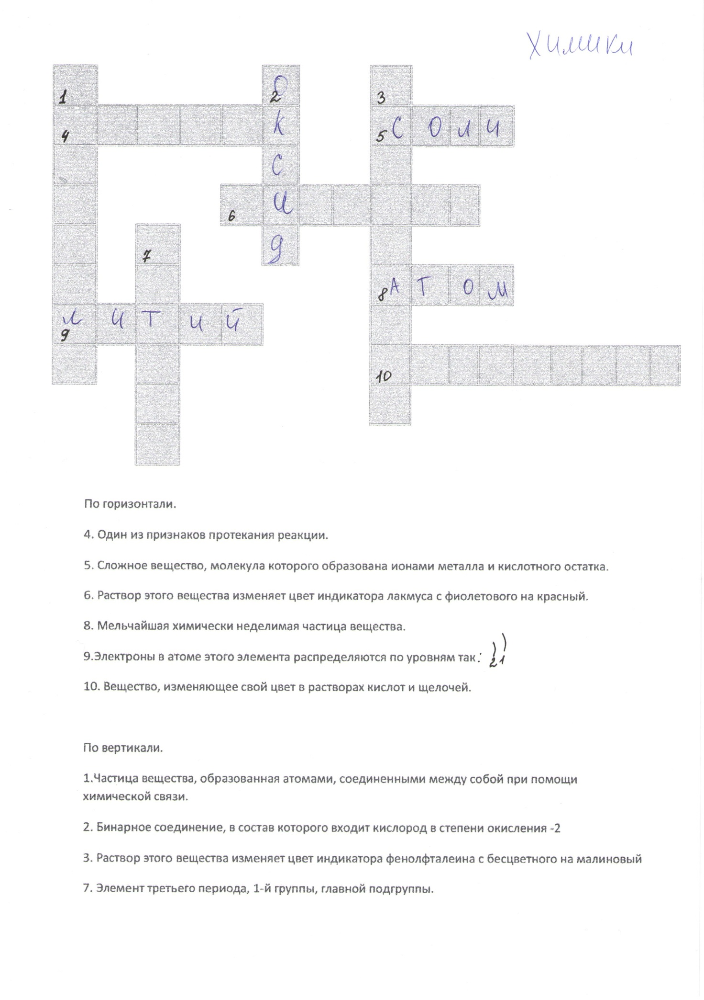 Химики
1 О 2 3
4 К 5 С О Л И
С
6 И
7 Д
8 А Т О М
Л И Т И Й
9
10
По горизонтали.
4. Один из признаков протекания реакции.
5. Сложное вещество, молекула которого образована ионами металла и кислотного остатка.
6. Раствор этого вещества изменяет цвет индикатора лакмуса с фиолетового на красный.
8. Мельчайшая химически неделимая частица вещества.
9.Электроны в атоме этого элемента распределяются по уровням так: ) )
2 1
10. Вещество, изменяющее свой цвет в растворах кислот и щелочей.
По вертикали.
1.Частица вещества, образованная атомами, соединенными между собой при помощи
химической связи.
2. Бинарное соединение, в состав которого входит кислород в степени окисления -2
3. Раствор этого вещества изменяет цвет индикатора фенолфталеина с бесцветного на малиновый
7. Элемент третьего периода, 1-й группы, главной подгруппы.